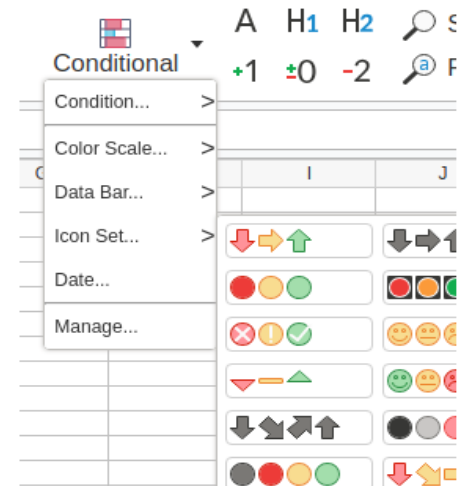 A H1 H2 S
Conditional
+1 ±0 -2 a F
Condition... >
Color Scale... >
I J
Data Bar... >
Icon Set... >
Date...
Manage...